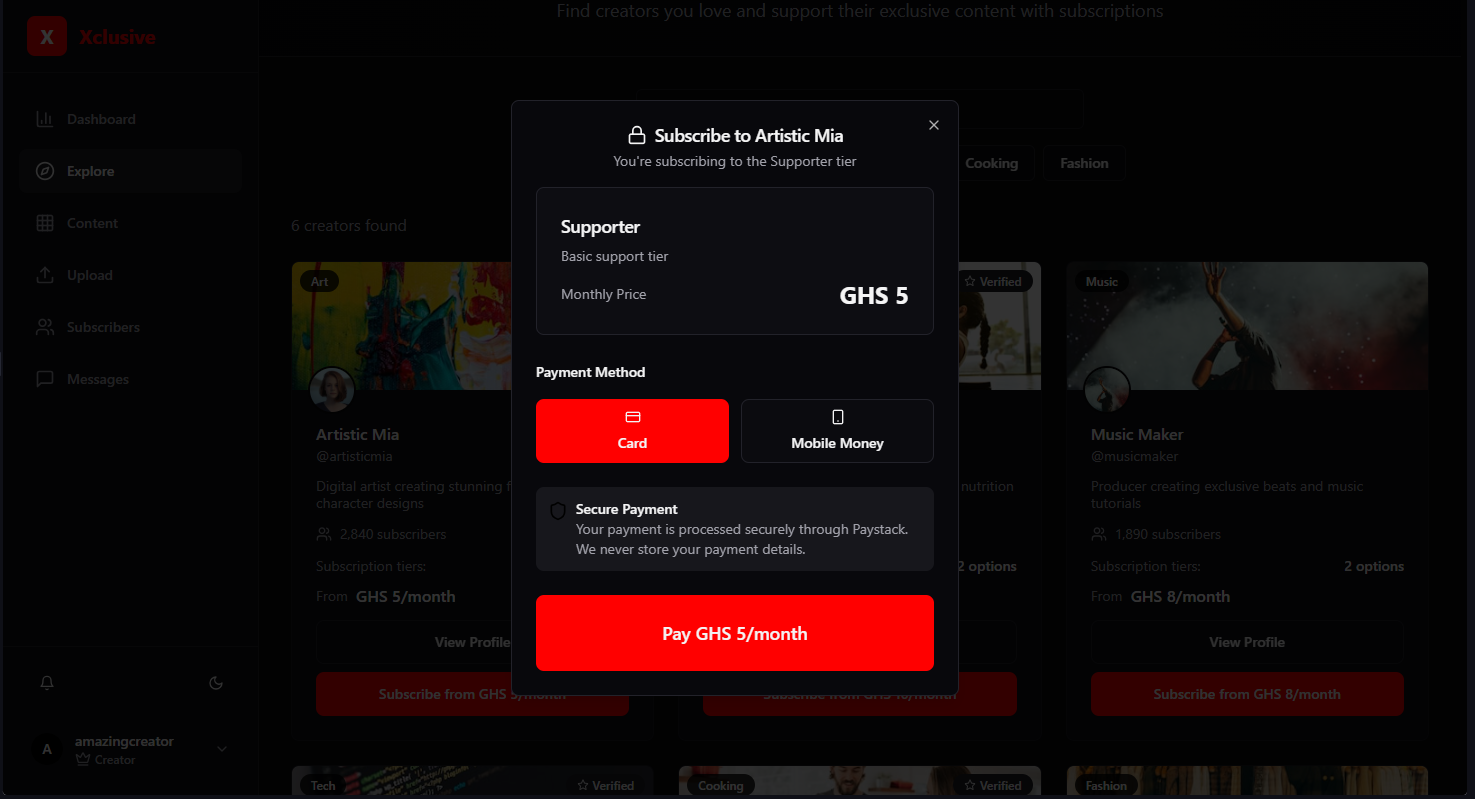 Find creators you love and support their exclusive content with subscriptions
X Xclusive
Dashboard
Explore
Content
Upload
Subscribers
Messages
amazingcreator
A
Creator
Cooking
Fashion
6 creators found
Art
Artistic Mia
@artisticmia
Digital artist creating stunning
character designs
2,840 subscribers
Subscription tiers:
From GHS 5/month
View Profile
Subscribe from GHS 5/month
Verified
nutrition
2 options
Subscribe from GHS 10/month
Music
Music Maker
@musicmaker
Producer creating exclusive beats and music
tutorials
1,890 subscribers
Subscription tiers: 2 options
From GHS 8/month
View Profile
Subscribe from GHS 8/month
Tech
Verified
Cooking
Verified
Fashion
Subscribe to Artistic Mia
You're subscribing to the Supporter tier
Supporter
Basic support tier
Monthly Price GHS 5
Payment Method
Card
Mobile Money
Secure Payment
Your payment is processed securely through Paystack.
We never store your payment details.
Pay GHS 5/month